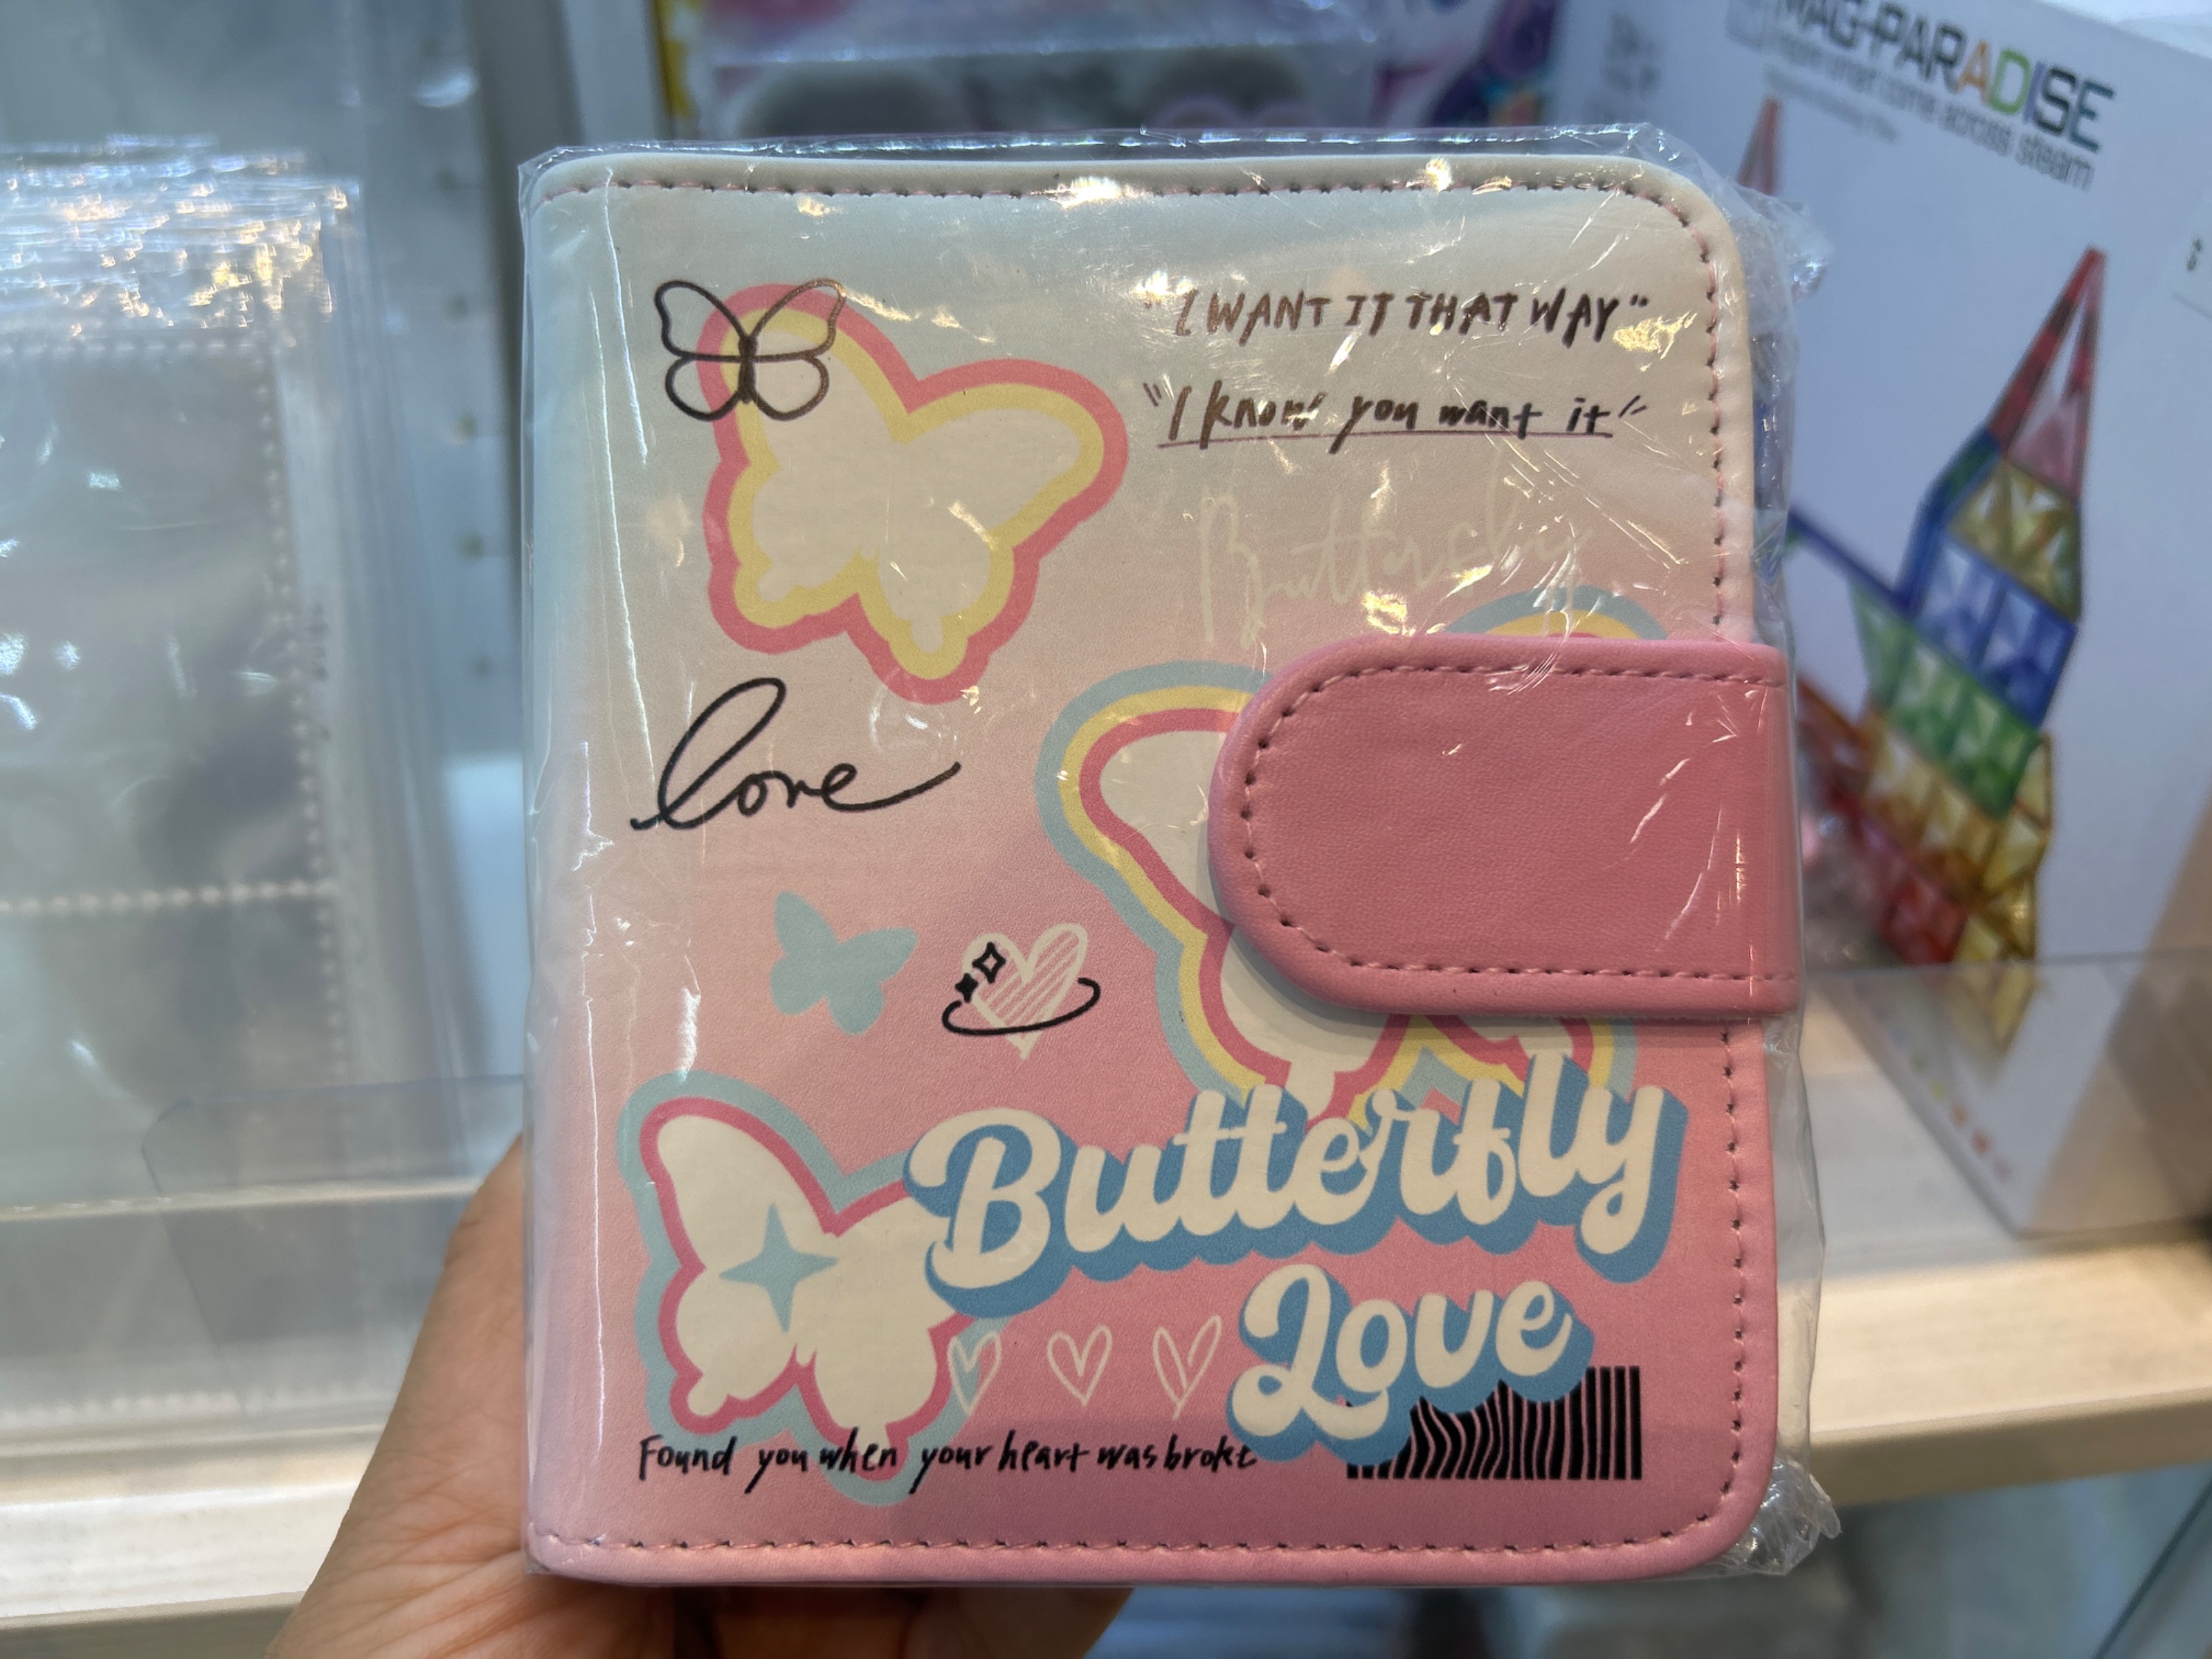 MAG-PARADISE
"I WANT IT THAT WAY"
"I know you want it"
Butterfly
love
Butterfly
Love
Found you when your heart was broke